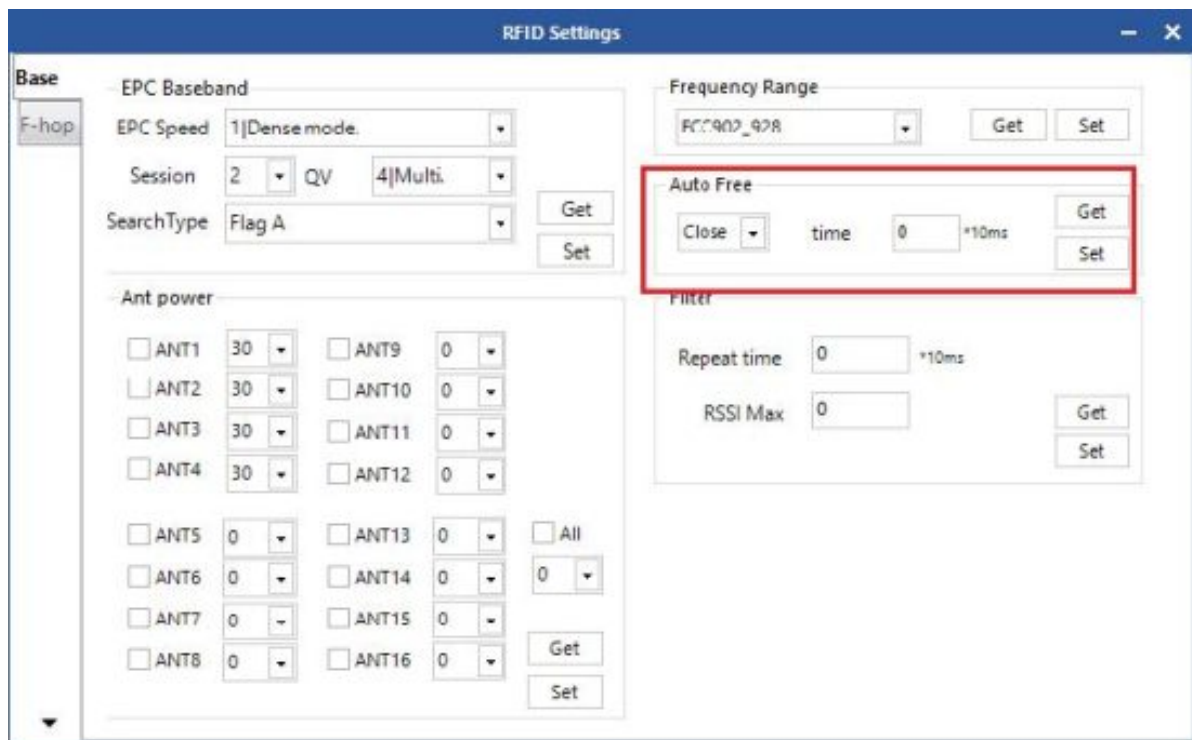 RFID Settings
Base
F-hop
EPC Baseband
EPC Speed 1|Dense mode.
Session 2 QV 4|Multi.
SearchType Flag A
Get
Set
Ant power
ANT1 30 ANT9 0
ANT2 30 ANT10 0
ANT3 30 ANT11 0
ANT4 30 ANT12 0
ANT5 0 ANT13 0 All
ANT6 0 ANT14 0 0
ANT7 0 ANT15 0
ANT8 0 ANT16 0
Get
Set
Frequency Range
FCC902_928 Get Set
Auto Free
Close time 0 *10ms
Get
Set
Filter
Repeat time 0 *10ms
RSSI Max 0
Get
Set